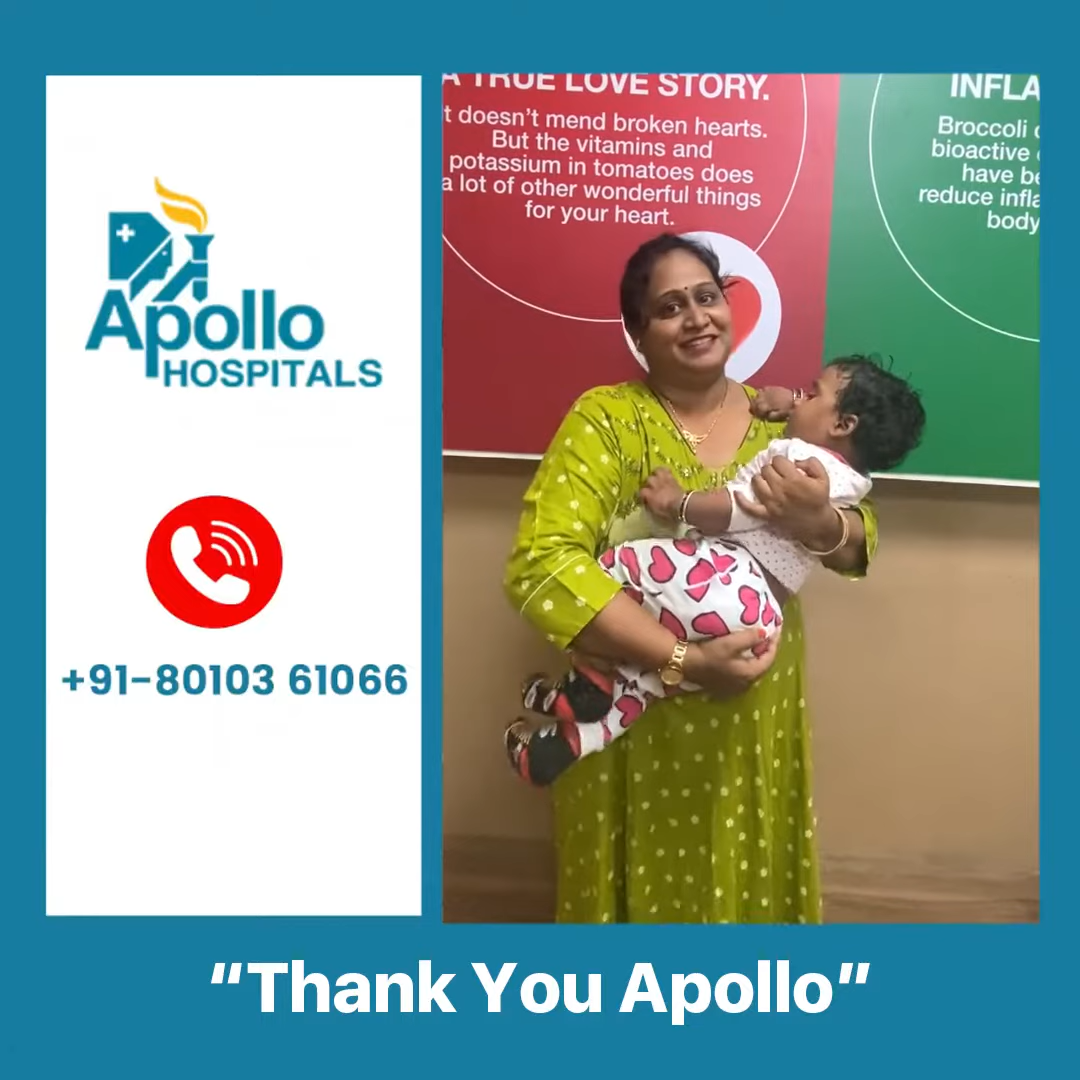 Apollo
HOSPITALS
+91-80103 61066
A TRUE LOVE STORY.
t doesn't mend broken hearts.
But the vitamins and
potassium in tomatoes does
a lot of other wonderful things
for your heart.
INFLA
Broccoli
bioactive
have be
reduce infla
body
"Thank You Apollo"